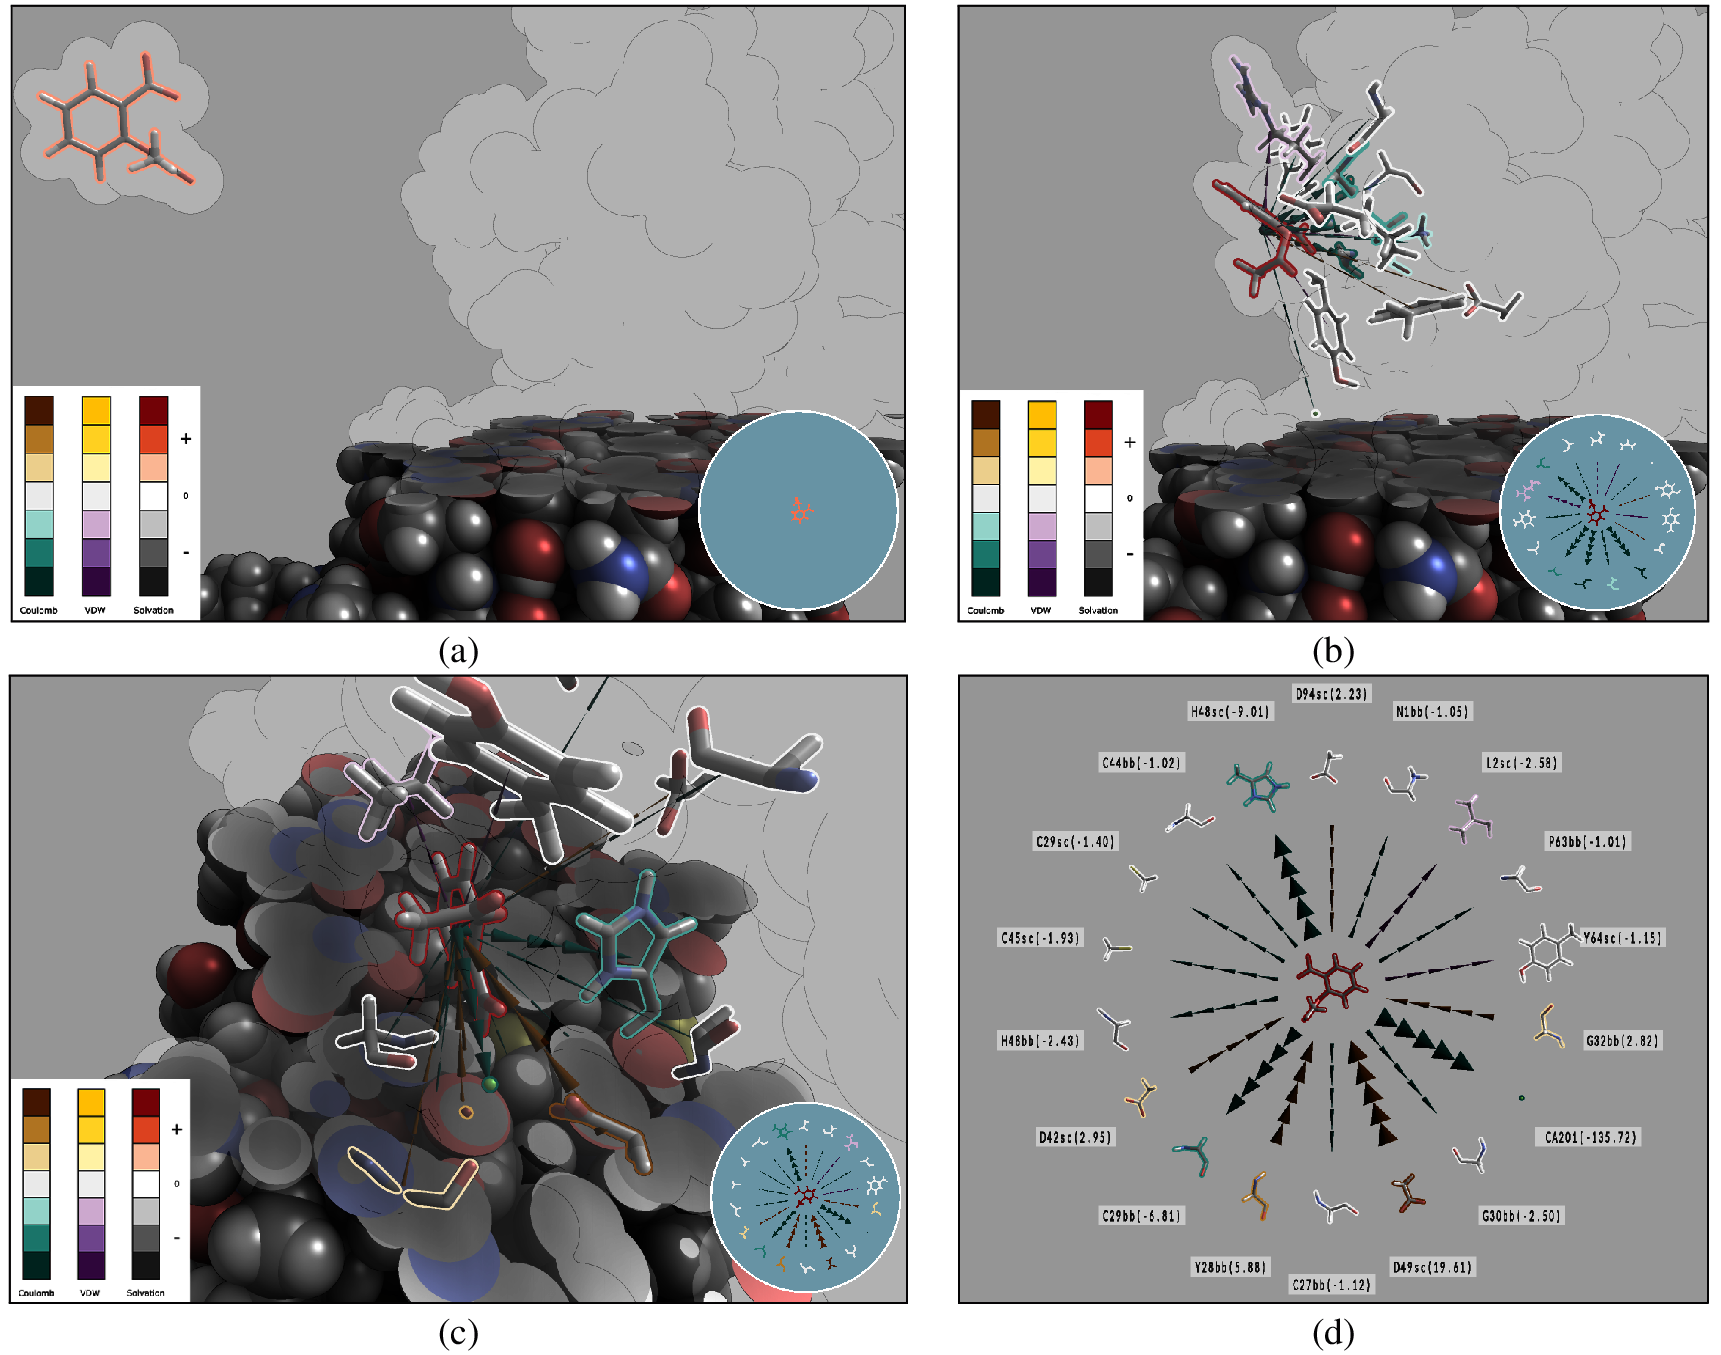 +
o
-
Coulomb VDW Solvation
(a)
+
o
-
Coulomb VDW Solvation
(b)
+
o
-
Coulomb VDW Solvation
(c)
D94sc(2.23)
H48sc(-9.01)
N1bb(-1.05)
C44bb(-1.02)
L2sc(-2.58)
C29sc(-1.40)
P63bb(-1.01)
C45sc(-1.93)
Y64sc(-1.15)
H48bb(-2.43)
G32bb(2.82)
D42sc(2.95)
CA201(-135.72)
C29bb(-6.81)
G30bb(-2.50)
Y28bb(5.88)
D49sc(19.61)
C27bb(-1.12)
(d)